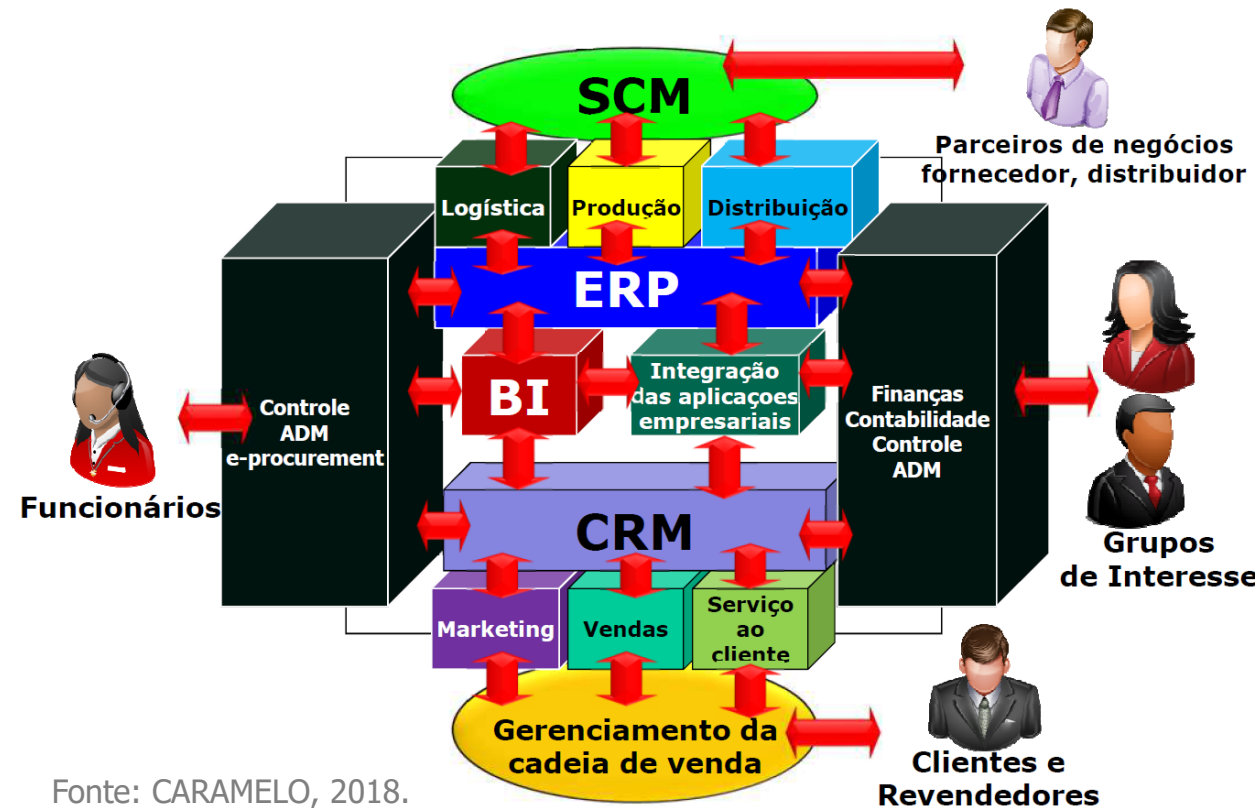 SCM
Parceiros de negócios
fornecedor, distribuidor
Logística
Produção
Distribuição
ERP
BI
Integração
das aplicaçoes
empresariais
Controle
ADM
e-procurement
Finanças
Contabilidade
Controle
ADM
Funcionários
Grupos
de Interesse
CRM
Marketing
Vendas
Serviço
ao
cliente
Gerenciamento da
cadeia de venda
Clientes e
Revendedores
Fonte: CARAMELO, 2018.